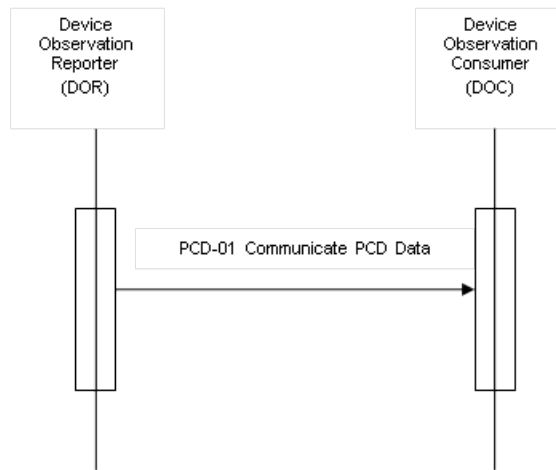 Device
Observation
Reporter
(DOR)
Device
Observation
Consumer
(DOC)
PCD-01 Communicate PCD Data